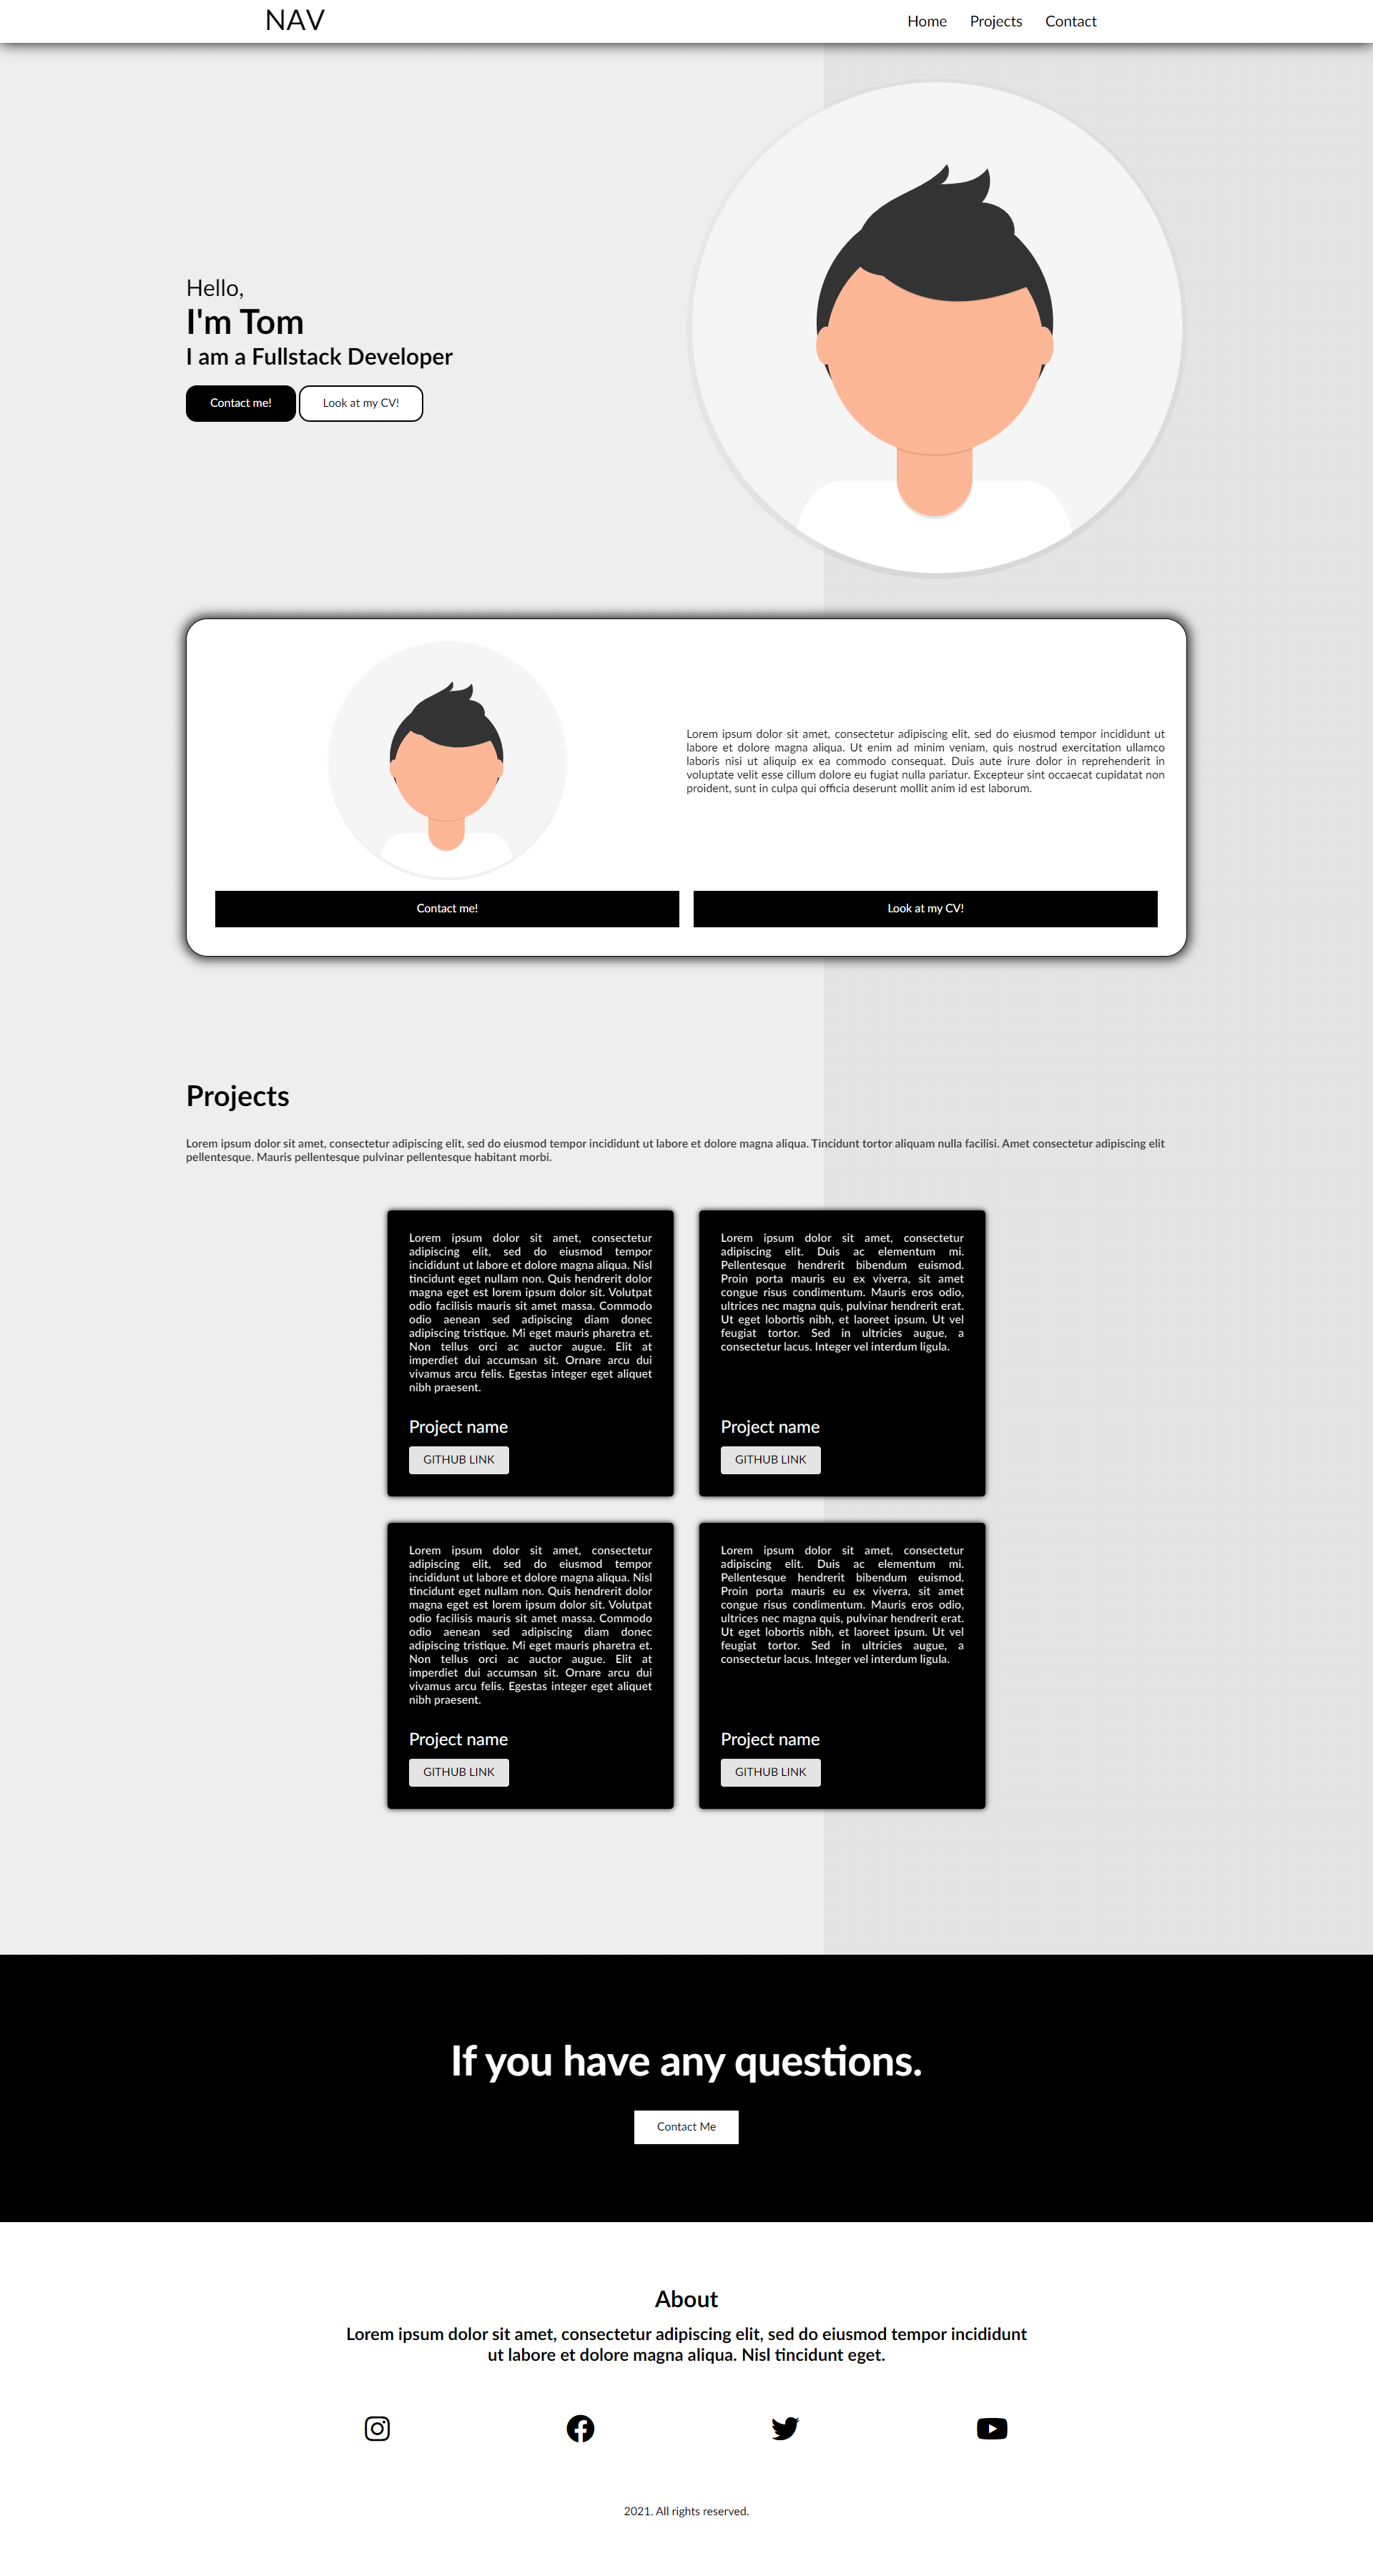 NAV
Home Projects Contact
Hello,
I'm Tom
I am a Fullstack Developer
Contact me! Look at my CV!
Lorem ipsum dolor sit amet, consectetur adipiscing elit, sed do eiusmod tempor incididunt ut
labore et dolore magna aliqua. Ut enim ad minim veniam, quis nostrud exercitation ullamco
laboris nisi ut aliquip ex ea commodo consequat. Duis aute irure dolor in reprehenderit in
voluptate velit esse cillum dolore eu fugiat nulla pariatur. Excepteur sint occaecat cupidatat non
proident, sunt in culpa qui officia deserunt mollit anim id est laborum.
Contact me!
Look at my CV!
Projects
Lorem ipsum dolor sit amet, consectetur adipiscing elit, sed do eiusmod tempor incididunt ut labore et dolore magna aliqua. Tincidunt tortor aliquam nulla facilisi. Amet consectetur adipiscing elit
pellentesque. Mauris pellentesque pulvinar pellentesque habitant morbi.
Lorem ipsum dolor sit amet, consectetur
adipiscing elit, sed do eiusmod tempor
incididunt ut labore et dolore magna aliqua. Nisl
tincidunt eget nullam non. Quis hendrerit dolor
magna eget est lorem ipsum dolor sit. Volutpat
odio facilisis mauris sit amet massa. Commodo
odio aenean sed adipiscing diam donec
adipiscing tristique. Mi eget mauris pharetra et.
Non tellus orci ac auctor augue. Elit at
imperdiet dui accumsan sit. Ornare arcu dui
vivamus arcu felis. Egestas integer eget aliquet
nibh praesent.
Project name
GITHUB LINK
Lorem ipsum dolor sit amet, consectetur
adipiscing elit. Duis ac elementum mi.
Pellentesque hendrerit bibendum euismod.
Proin porta mauris eu ex viverra, sit amet
congue risus condimentum. Mauris eros odio,
ultrices nec magna quis, pulvinar hendrerit erat.
Ut eget lobortis nibh, et laoreet ipsum. Ut vel
feugiat tortor. Sed in ultricies augue, a
consectetur lacus. Integer vel interdum ligula.
Project name
GITHUB LINK
Lorem ipsum dolor sit amet, consectetur
adipiscing elit, sed do eiusmod tempor
incididunt ut labore et dolore magna aliqua. Nisl
tincidunt eget nullam non. Quis hendrerit dolor
magna eget est lorem ipsum dolor sit. Volutpat
odio facilisis mauris sit amet massa. Commodo
odio aenean sed adipiscing diam donec
adipiscing tristique. Mi eget mauris pharetra et.
Non tellus orci ac auctor augue. Elit at
imperdiet dui accumsan sit. Ornare arcu dui
vivamus arcu felis. Egestas integer eget aliquet
nibh praesent.
Project name
GITHUB LINK
Lorem ipsum dolor sit amet, consectetur
adipiscing elit. Duis ac elementum mi.
Pellentesque hendrerit bibendum euismod.
Proin porta mauris eu ex viverra, sit amet
congue risus condimentum. Mauris eros odio,
ultrices nec magna quis, pulvinar hendrerit erat.
Ut eget lobortis nibh, et laoreet ipsum. Ut vel
feugiat tortor. Sed in ultricies augue, a
consectetur lacus. Integer vel interdum ligula.
Project name
GITHUB LINK
If you have any questions.
Contact Me
About
Lorem ipsum dolor sit amet, consectetur adipiscing elit, sed do eiusmod tempor incididunt
ut labore et dolore magna aliqua. Nisl tincidunt eget.
2021. All rights reserved.